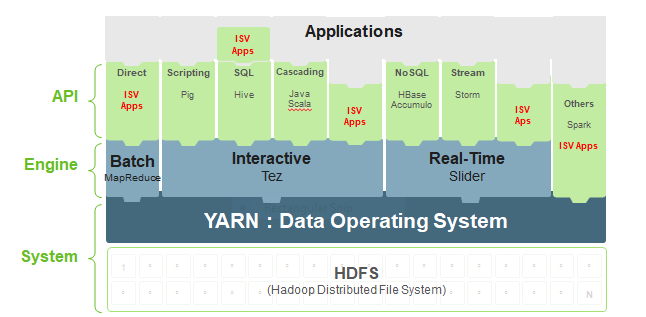 Applications
ISV
Apps
API
Direct
ISV
Apps
Scripting
Pig
SQL
Hive
Cascading
Java
Scala
ISV
Apps
NoSQL
HBase
Accumulo
Stream
Storm
ISV
Aps
Others
Spark
ISV Apps
Engine
Batch
MapReduce
Interactive
Tez
Real-Time
Slider
System
YARN : Data Operating System
1
HDFS
(Hadoop Distributed File System)
N